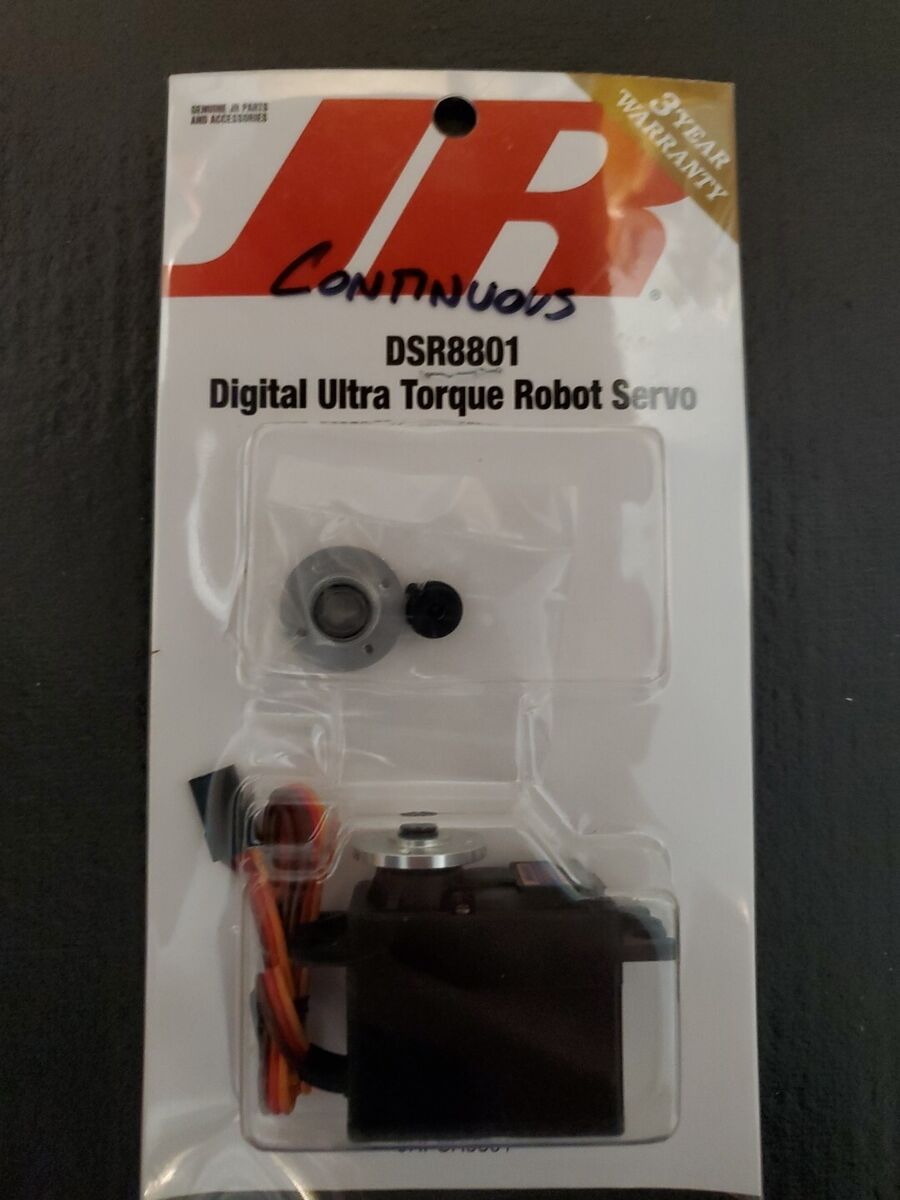 GENUINE JR PARTS
AND ACCESSORIES
JR®
3 YEAR
WARRANTY
CONTINUOUS
DSR8801
Digital Ultra Torque Robot Servo